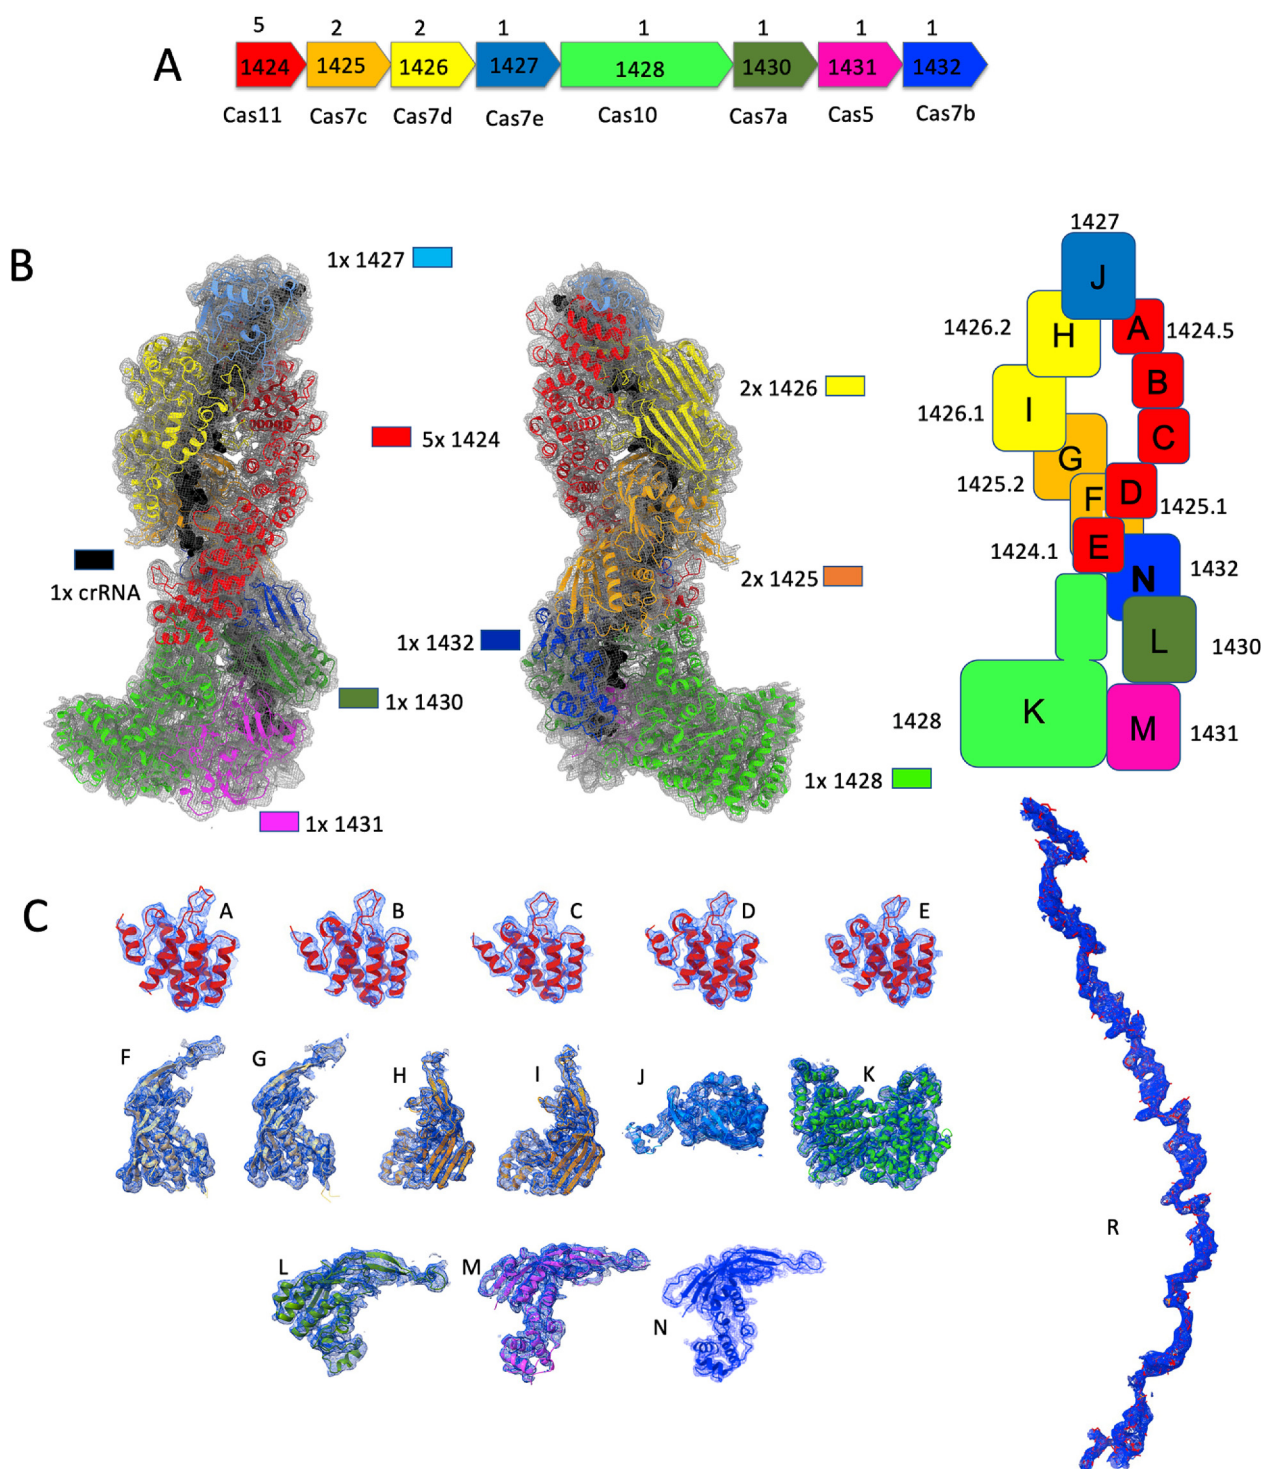 5 2 2 1 1 1 1 1
A
1424 1425 1426 1427 1428 1430 1431 1432
Cas11 Cas7c Cas7d Cas7e Cas10 Cas7a Cas5 Cas7b
B
1x 1427
2x 1426
5x 1424
1x crRNA
2x 1425
1x 1432
1x 1430
1x 1428
1x 1431
1427
J
1426.2 H A 1424.5
B
1426.1 I
C
G
1425.2
F D 1425.1
1424.1 E
N 1432
L 1430
K
1428
M 1431
C
A B C D E
F G H I J K
L M N
R